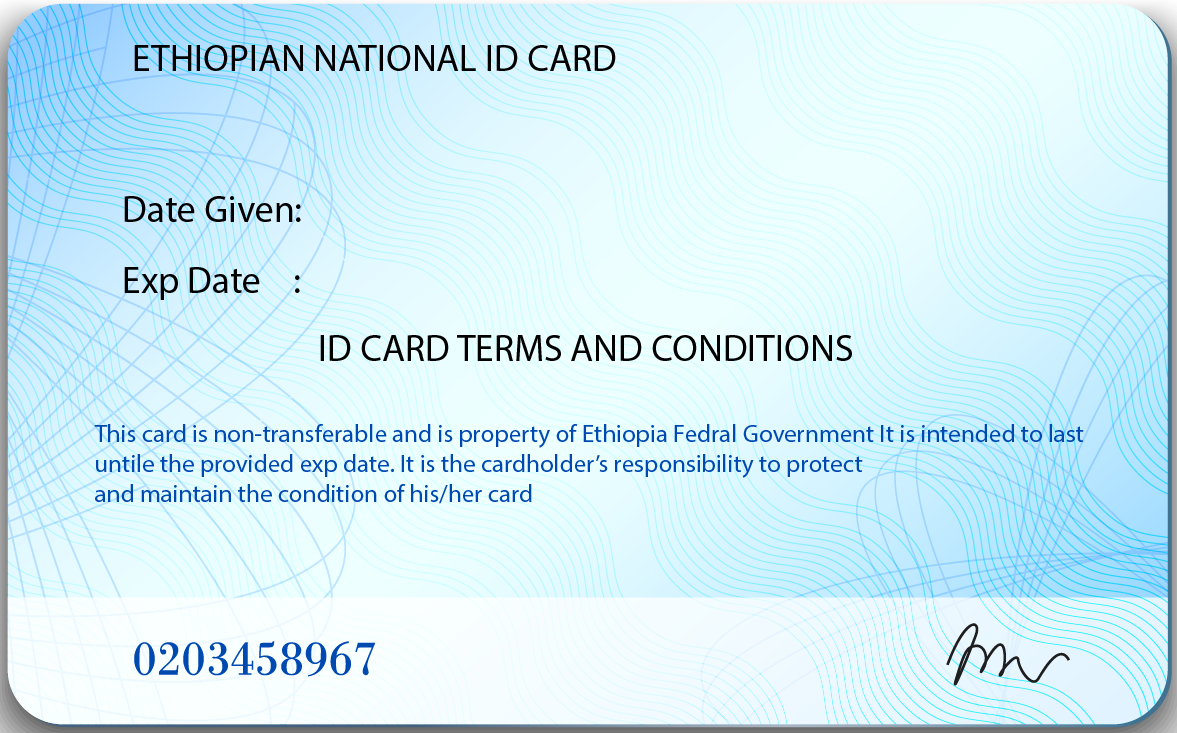 ETHIOPIAN NATIONAL ID CARD
Date Given:
Exp Date :
ID CARD TERMS AND CONDITIONS
This card is non-transferable and is property of Ethiopia Fedral Government It is intended to last
untile the provided exp date. It is the cardholder’s responsibility to protect
and maintain the condition of his/her card
0203458967